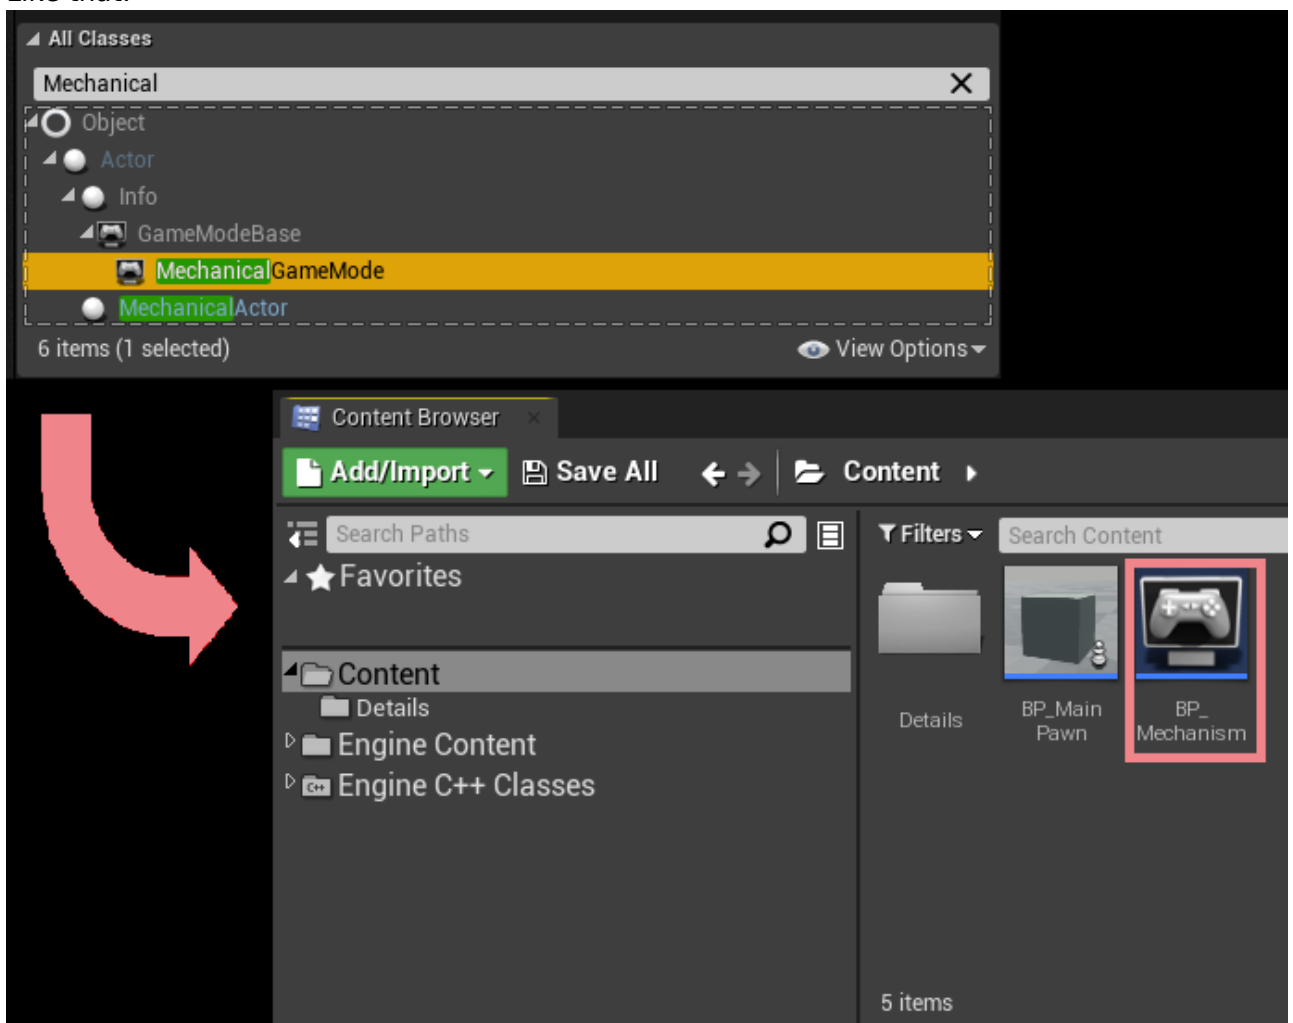 Like that:
All Classes
Mechanical
Object
Actor
Info
GameModeBase
MechanicalGameMode
MechanicalActor
6 items (1 selected)
View Options
Content Browser
Add/Import
Save All
Content
Search Paths
Filters
Search Content
Favorites
Content
Details
Engine Content
C++
Engine C++ Classes
Details
BP_Main
Pawn
BP_
Mechanism
5 items